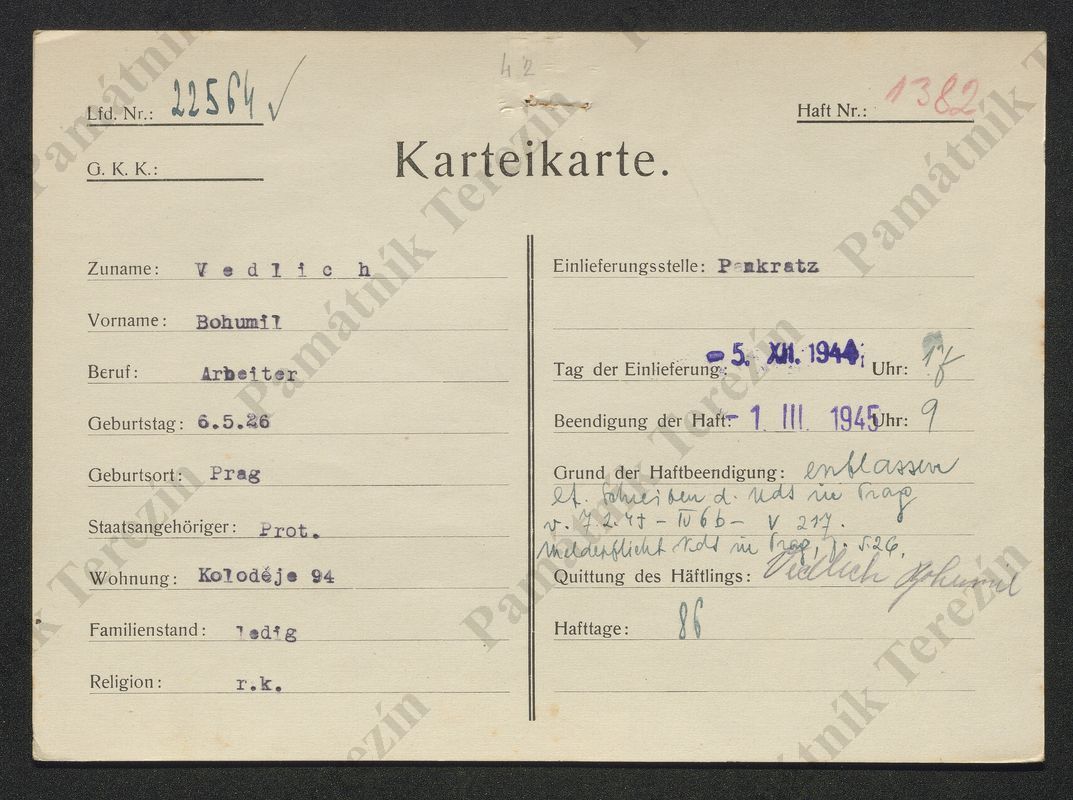 42
Lfd. Nr.: 22564 ✓
Haft Nr.: 1382
G. K. K.:
Karteikarte.
Zuname: Vedlich
Vorname: Bohumil
Beruf: Arbeiter
Geburtstag: 6.5.26
Geburtsort: Prag
Staatsangehöriger: Prot.
Wohnung: Koloděje 94
Familienstand: ledig
Religion: r.k.
Einlieferungsstelle: Pankratz
Tag der Einlieferung: - 5. XII. 1944 Uhr:
Beendigung der Haft: - 1. III. 1945 Uhr: 9
Grund der Haftbeendigung: entlassen
lt. Schreiben d. KdS in Prag
v. 7.2.45 - IV 6 b - V 217.
Meldepflicht KdS in Prag, 526.
Quittung des Häftlings: Vedlich Bohumil
Hafttage: 86
Památník Terezín